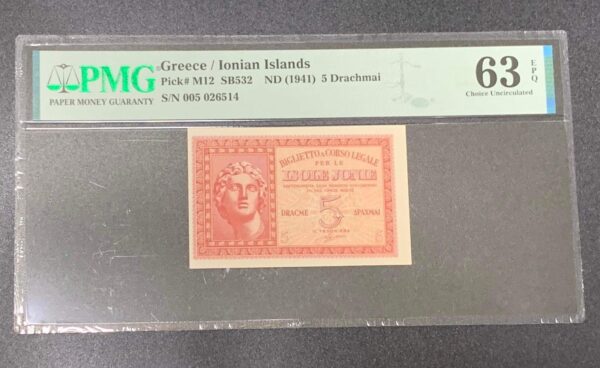 PMG
PAPER MONEY GUARANTY
Greece / Ionian Islands
Pick# M12 SB532 ND (1941) 5 Drachmai
S/N 005 026514
63
EPQ
Choice Uncirculated
BIGLIETTO A CORSO LEGALE
PER LE
ISOLE JONIE
DRACME 5 ΔΡΑΧΜΑΙ